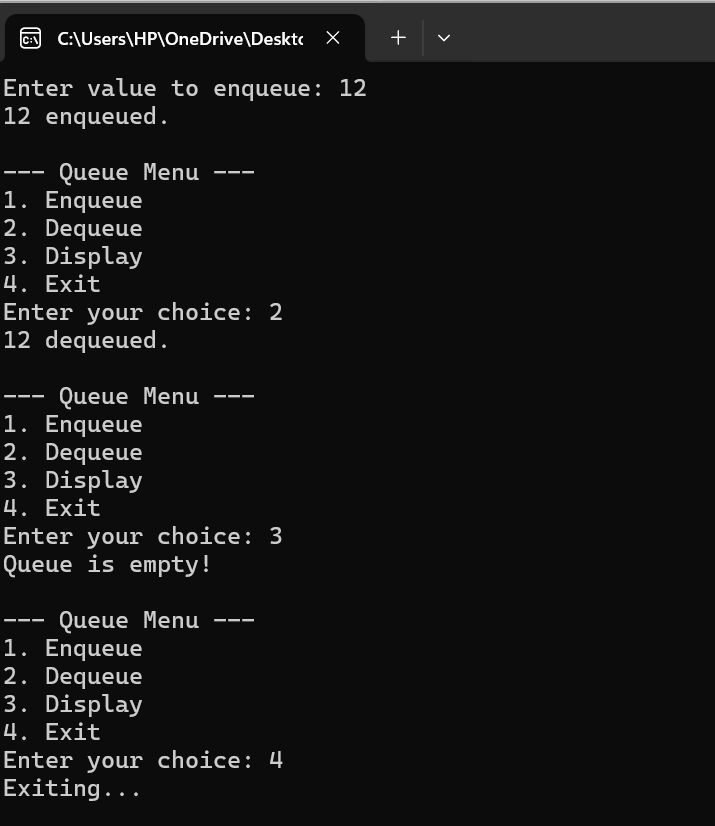 C:\Users\HP\OneDrive\Deskto
Enter value to enqueue: 12
12 enqueued.
--- Queue Menu ---
1. Enqueue
2. Dequeue
3. Display
4. Exit
Enter your choice: 2
12 dequeued.
--- Queue Menu ---
1. Enqueue
2. Dequeue
3. Display
4. Exit
Enter your choice: 3
Queue is empty!
--- Queue Menu ---
1. Enqueue
2. Dequeue
3. Display
4. Exit
Enter your choice: 4
Exiting...